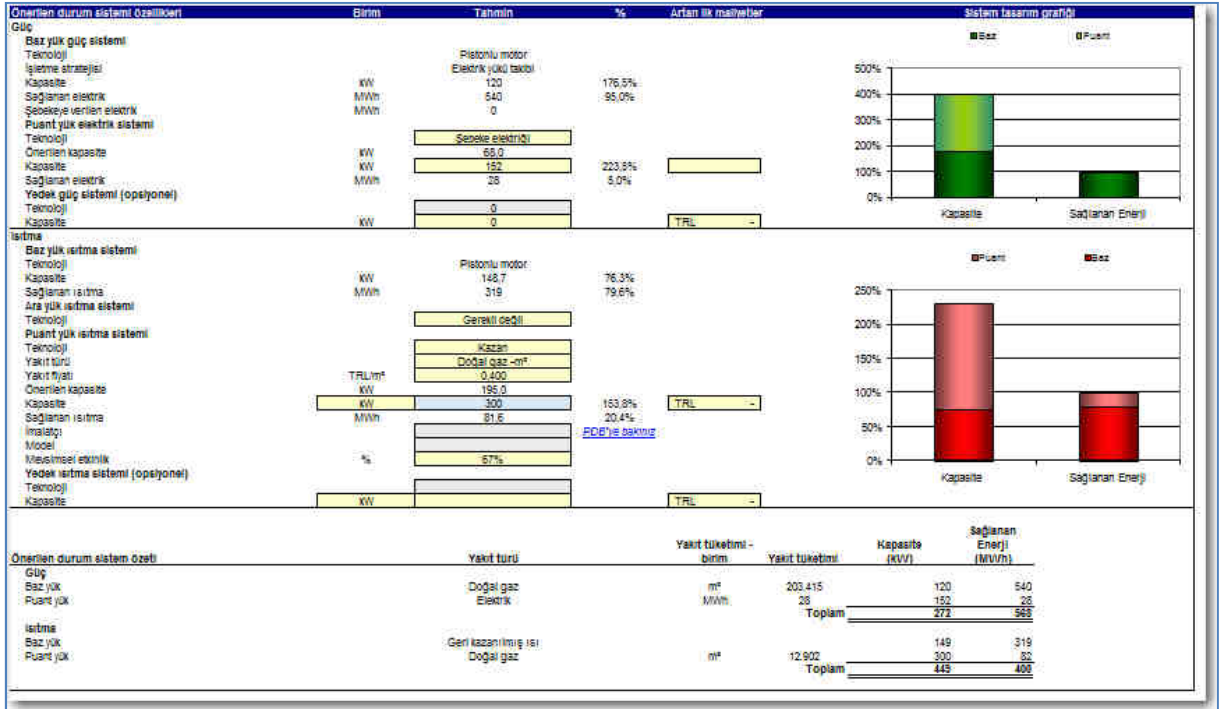 Önerilen durum sistemi özellikleri Birim Tahmin % Artan ilk maliyetler Sistem tasarım grafiği
Güç
Baz yük güç sistemi
Teknoloji Pistonlu motor
İşletme stratejisi Elektrik yükü takibi
Kapasite kW 120 176,5%
Sağlanan elektrik MWh 540 95,0%
Şebekeye verilen elektrik MWh 0
Puant yük elektrik sistemi
Teknoloji Şebeke elektriği
Önerilen kapasite kW 68,0
Kapasite kW 152 223,5%
Sağlanan elektrik MWh 28 5,0%
Yedek güç sistemi (opsiyonel)
Teknoloji 0
Kapasite kW 0 TRL -
Baz Puant
500%
400%
300%
200%
100%
0%
Kapasite Sağlanan Enerji
Isıtma
Baz yük ısıtma sistemi
Teknoloji Pistonlu motor
Kapasite kW 148,7 76,3%
Sağlanan ısıtma MWh 319 79,6%
Ara yük ısıtma sistemi
Teknoloji Gerekli değil
Puant yük ısıtma sistemi
Teknoloji Kazan
Yakıt türü Doğal gaz -m³
Yakıt fiyatı TRL/m³ 0,400
Önerilen kapasite kW 195,0
Kapasite kW 300 153,8% TRL -
Sağlanan ısıtma MWh 81,6 20,4%
İmalatçı PDB'ye bakınız
Model
Mevsimsel etkinlik % 67%
Yedek ısıtma sistemi (opsiyonel)
Teknoloji
Kapasite kW TRL -
Puant Baz
250%
200%
150%
100%
50%
0%
Kapasite Sağlanan Enerji
Önerilen durum sistem özeti Yakıt türü Yakıt tüketimi - birim Yakıt tüketimi Kapasite (kW) Sağlanan Enerji (MWh)
Güç
Baz yük Doğal gaz m³ 203.415 120 540
Puant yük Elektrik MWh 28 152 28
Toplam 272 568
Isıtma
Baz yük Geri kazanılmış ısı 149 319
Puant yük Doğal gaz m³ 12.902 300 82
Toplam 449 400